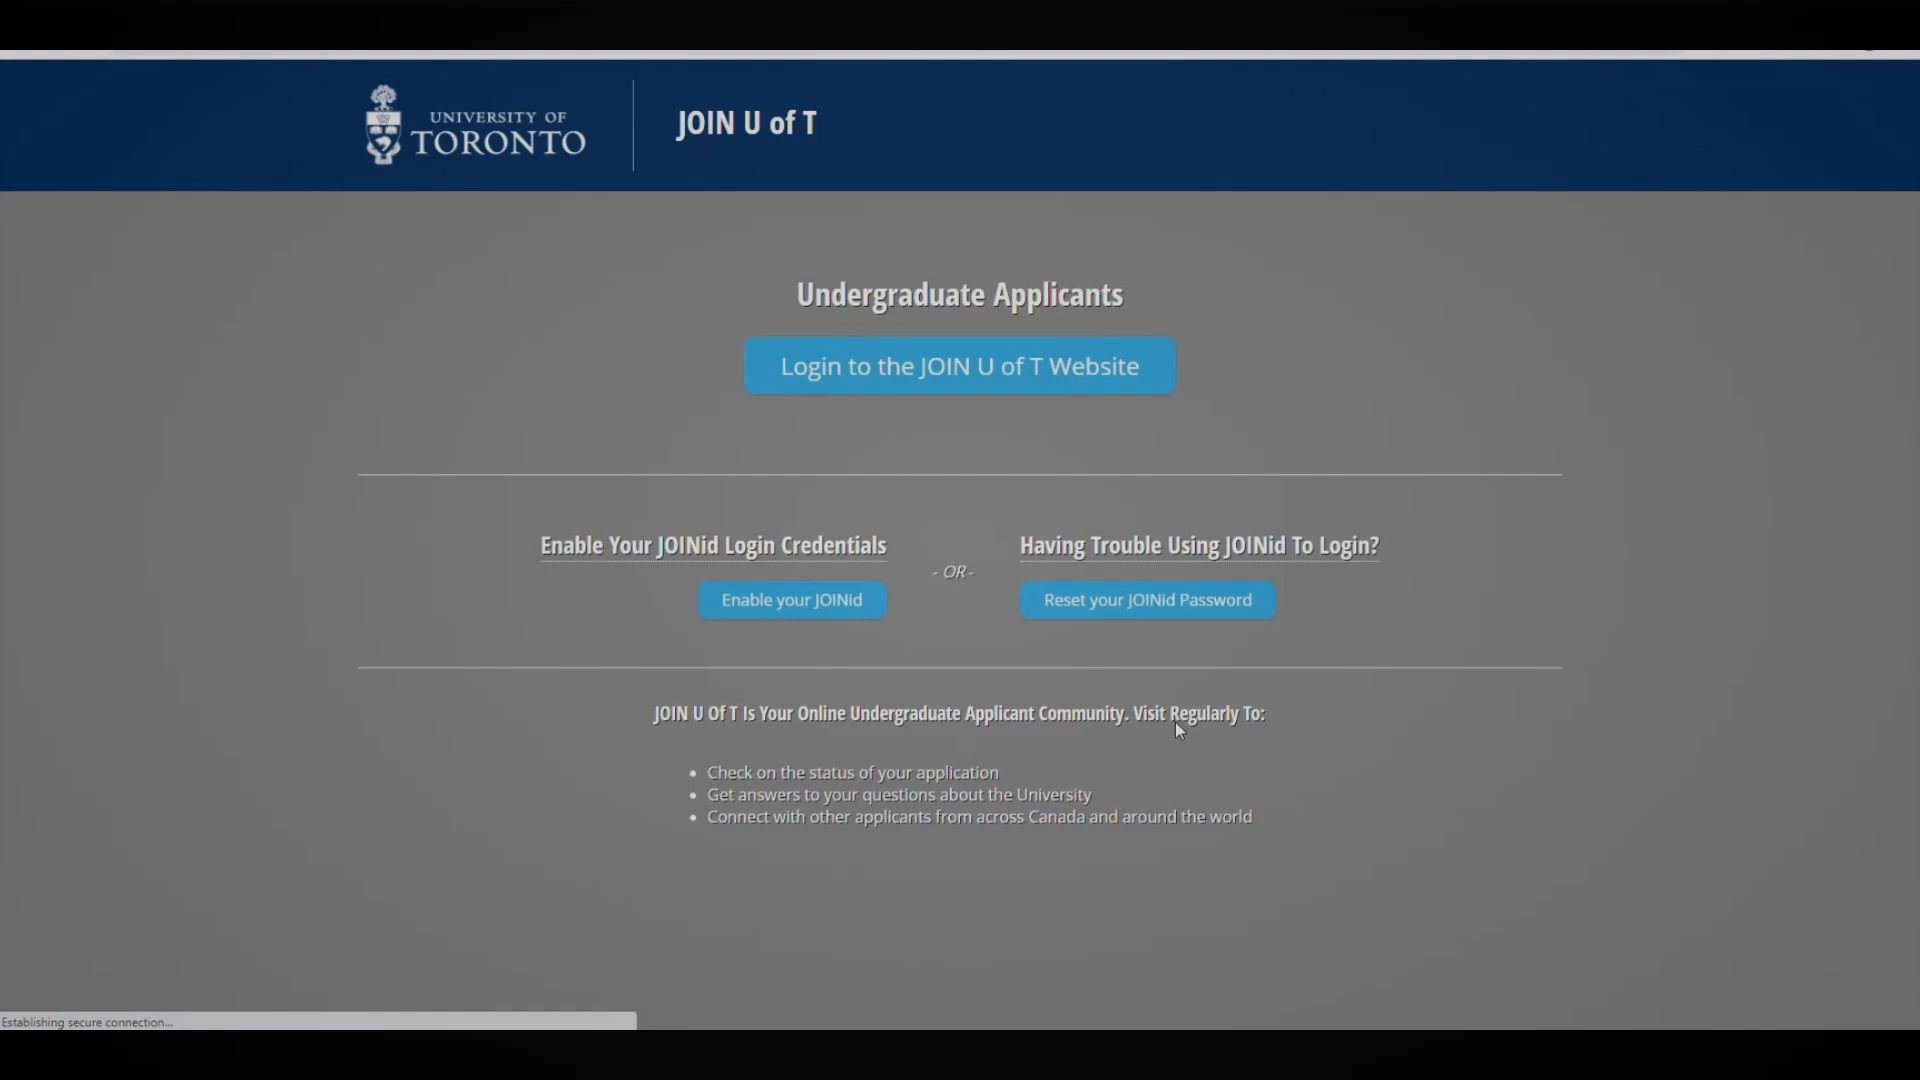 UNIVERSITY OF
TORONTO
JOIN U of T
Undergraduate Applicants
Login to the JOIN U of T Website
Enable Your JOINid Login Credentials
- OR -
Having Trouble Using JOINid To Login?
Enable your JOINid
Reset your JOINid Password
JOIN U Of T Is Your Online Undergraduate Applicant Community. Visit Regularly To:
• Check on the status of your application
• Get answers to your questions about the University
• Connect with other applicants from across Canada and around the world
Establishing secure connection...